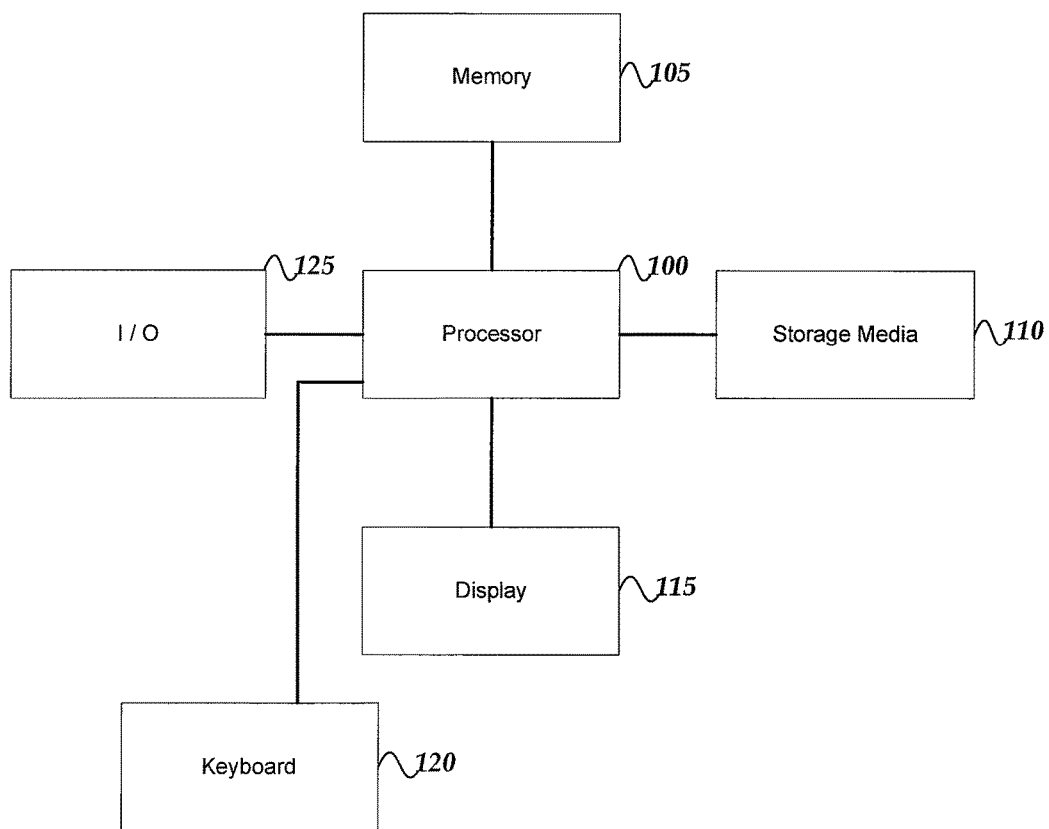 Memory
105
125
100
I / O
Processor
Storage Media
110
Display
115
Keyboard
120